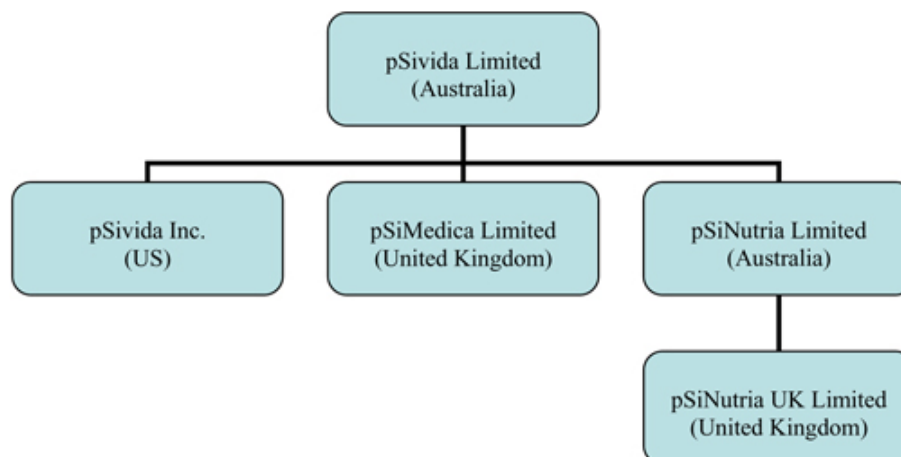 pSivida Limited
(Australia)
pSivida Inc.
(US)
pSiMedica Limited
(United Kingdom)
pSiNutria Limited
(Australia)
pSiNutria UK Limited
(United Kingdom)